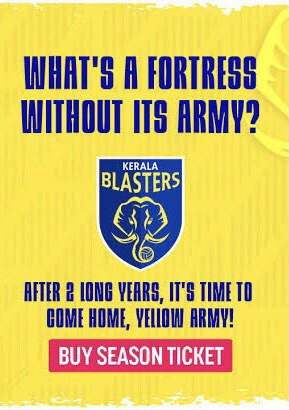 WHAT'S A FORTRESS
WITHOUT ITS ARMY?
KERALA
BLASTERS
AFTER 2 LONG YEARS, IT'S TIME TO
COME HOME, YELLOW ARMY!
BUY SEASON TICKET